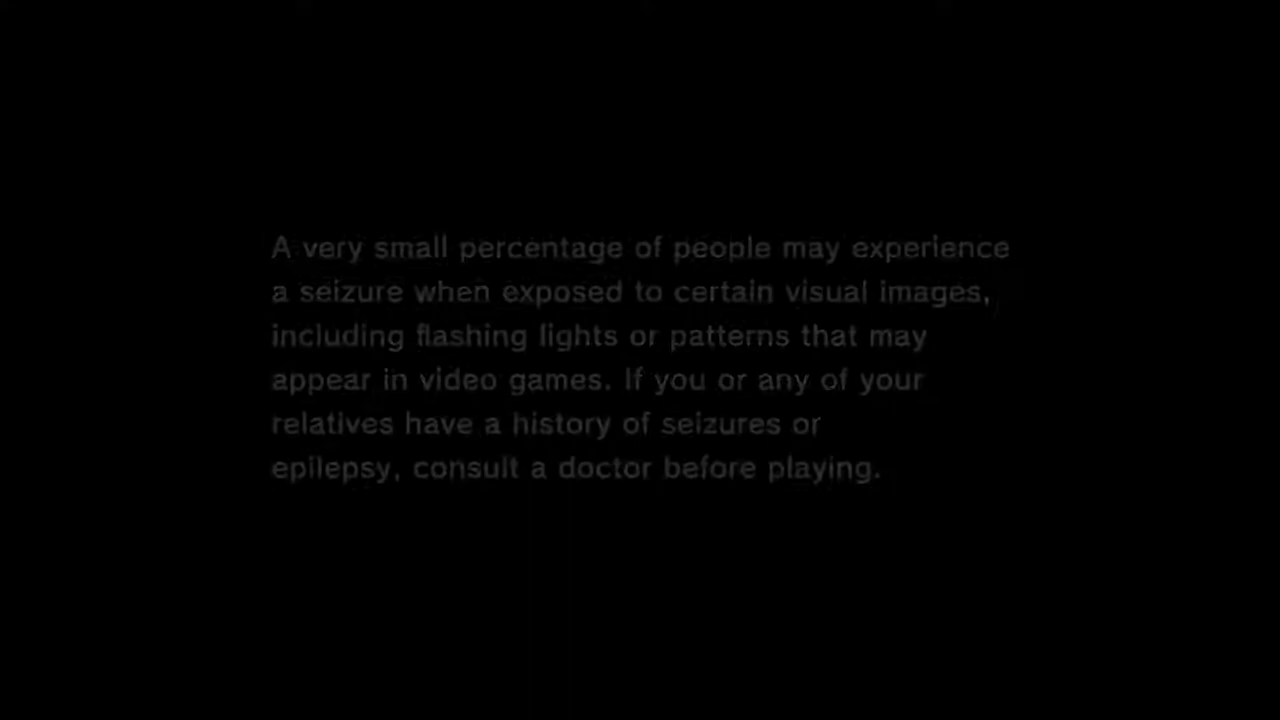 A very small percentage of people may experience
a seizure when exposed to certain visual images,
including flashing lights or patterns that may
appear in video games. If you or any of your
relatives have a history of seizures or
epilepsy, consult a doctor before playing.